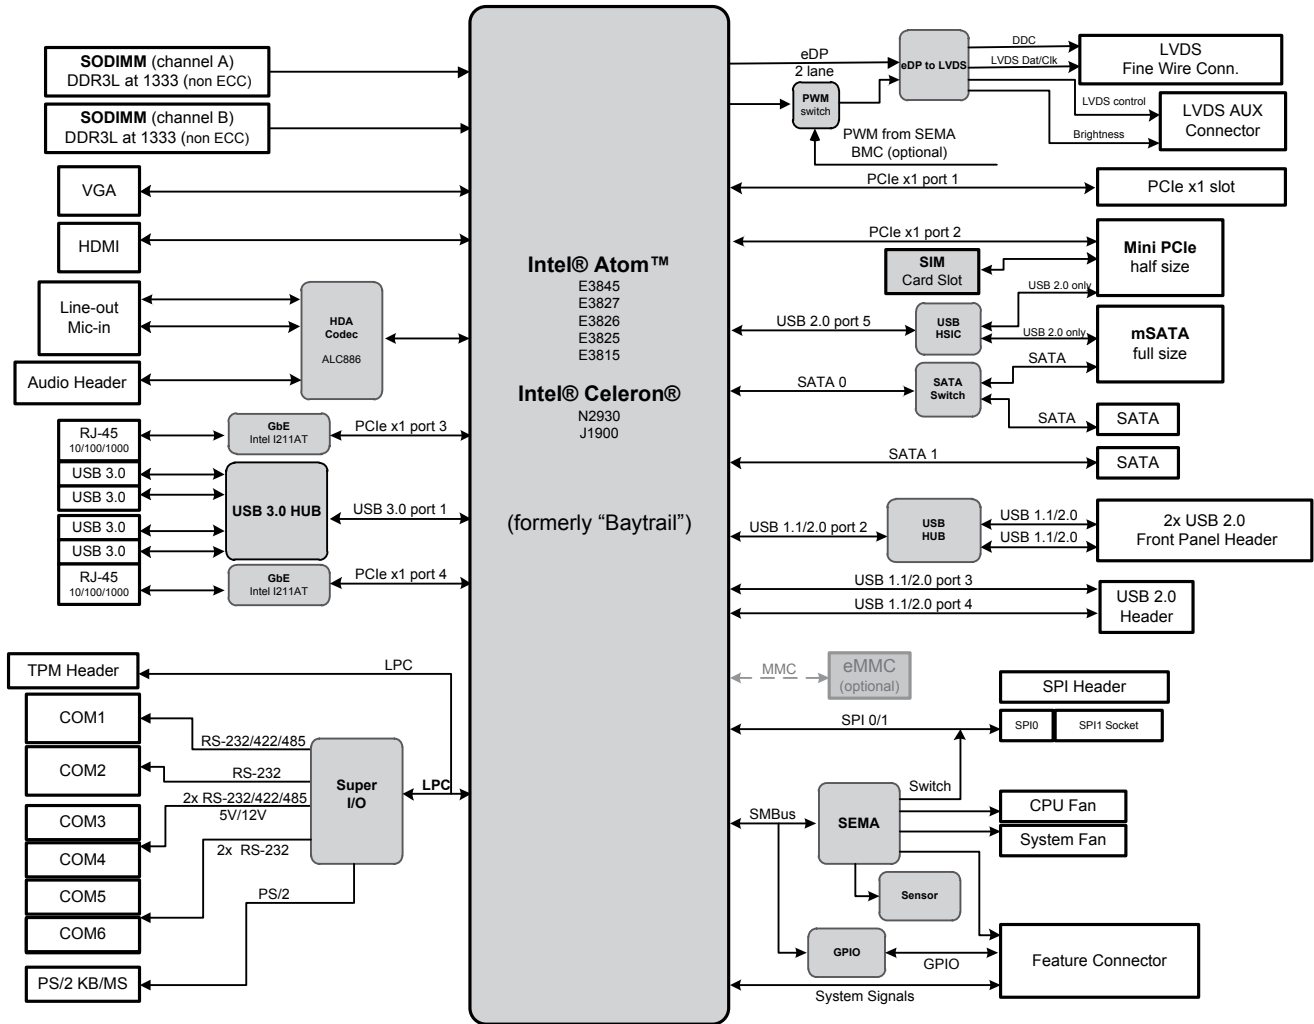 SODIMM (channel A)
DDR3L at 1333 (non ECC)
SODIMM (channel B)
DDR3L at 1333 (non ECC)
VGA
HDMI
Line-out
Mic-in
Audio Header
HDA
Codec
ALC886
RJ-45
10/100/1000
GbE
Intel I211AT
PCIe x1 port 3
USB 3.0
USB 3.0
USB 3.0
USB 3.0
USB 3.0 HUB
USB 3.0 port 1
RJ-45
10/100/1000
GbE
Intel I211AT
PCIe x1 port 4
TPM Header
LPC
COM1
RS-232/422/485
COM2
RS-232
2x RS-232/422/485
5V/12V
COM3
COM4
2x RS-232
COM5
COM6
PS/2
PS/2 KB/MS
Super
I/O
LPC
Intel® Atom™
E3845
E3827
E3826
E3825
E3815
Intel® Celeron®
N2930
J1900
(formerly “Baytrail”)
eDP
2 lane
eDP to LVDS
PWM
switch
PWM from SEMA
BMC (optional)
DDC
LVDS Dat/Clk
LVDS control
Brightness
LVDS
Fine Wire Conn.
LVDS AUX
Connector
PCIe x1 port 1
PCIe x1 slot
PCIe x1 port 2
SIM
Card Slot
Mini PCIe
half size
USB 2.0 only
USB 2.0 port 5
USB
HSIC
USB 2.0 only
mSATA
full size
SATA 0
SATA
Switch
SATA
SATA
SATA
SATA 1
SATA
USB 1.1/2.0 port 2
USB
HUB
USB 1.1/2.0
USB 1.1/2.0
2x USB 2.0
Front Panel Header
USB 1.1/2.0 port 3
USB 1.1/2.0 port 4
USB 2.0
Header
MMC
eMMC
(optional)
SPI Header
SPI 0/1
SPI0
SPI1 Socket
Switch
SMBus
SEMA
CPU Fan
System Fan
Sensor
GPIO
GPIO
Feature Connector
System Signals